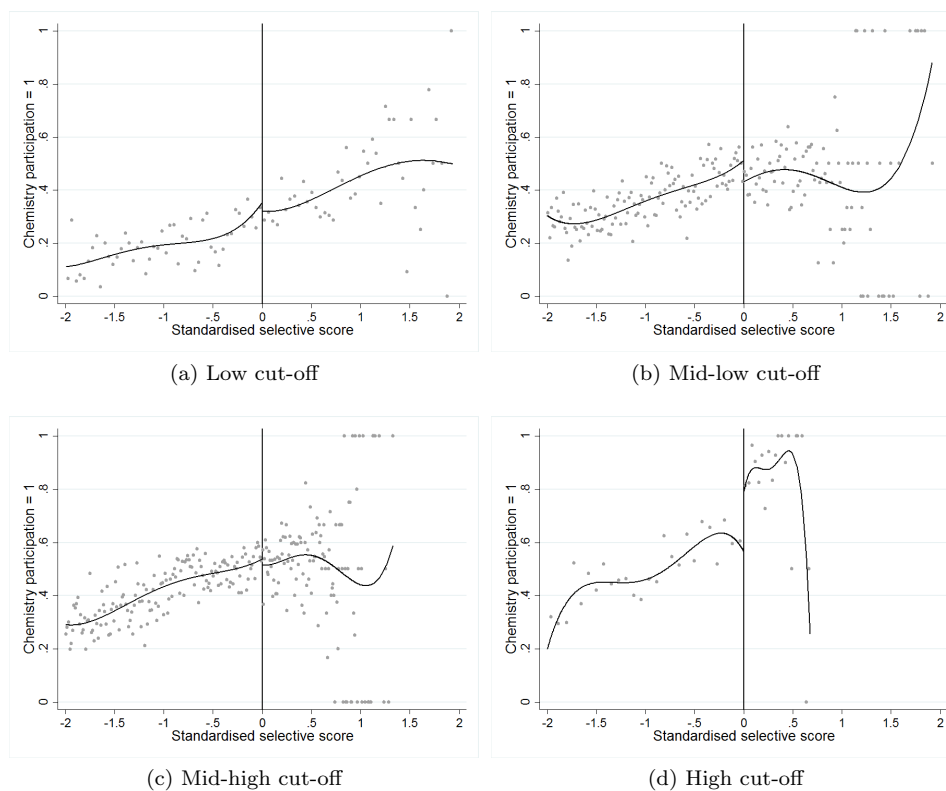 Chemistry participation = 1
0 .2 .4 .6 .8 1
-2 -1.5 -1 -.5 0 .5 1 1.5 2
Standardised selective score
(a) Low cut-off
Chemistry participation = 1
0 .2 .4 .6 .8 1
-2 -1.5 -1 -.5 0 .5 1 1.5 2
Standardised selective score
(b) Mid-low cut-off
Chemistry participation = 1
0 .2 .4 .6 .8 1
-2 -1.5 -1 -.5 0 .5 1 1.5 2
Standardised selective score
(c) Mid-high cut-off
Chemistry participation = 1
0 .2 .4 .6 .8 1
-2 -1.5 -1 -.5 0 .5 1 1.5 2
Standardised selective score
(d) High cut-off